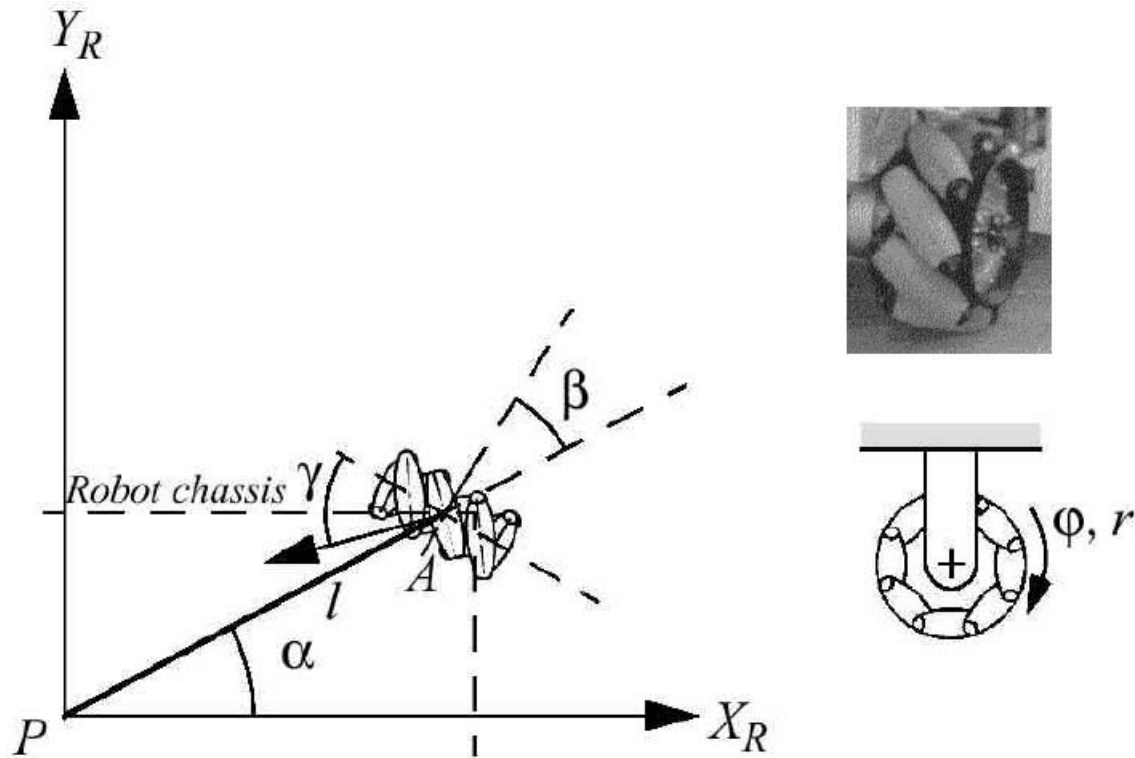 Y_R
β
Robot chassis γ
φ, r
A
l
α
P
X_R